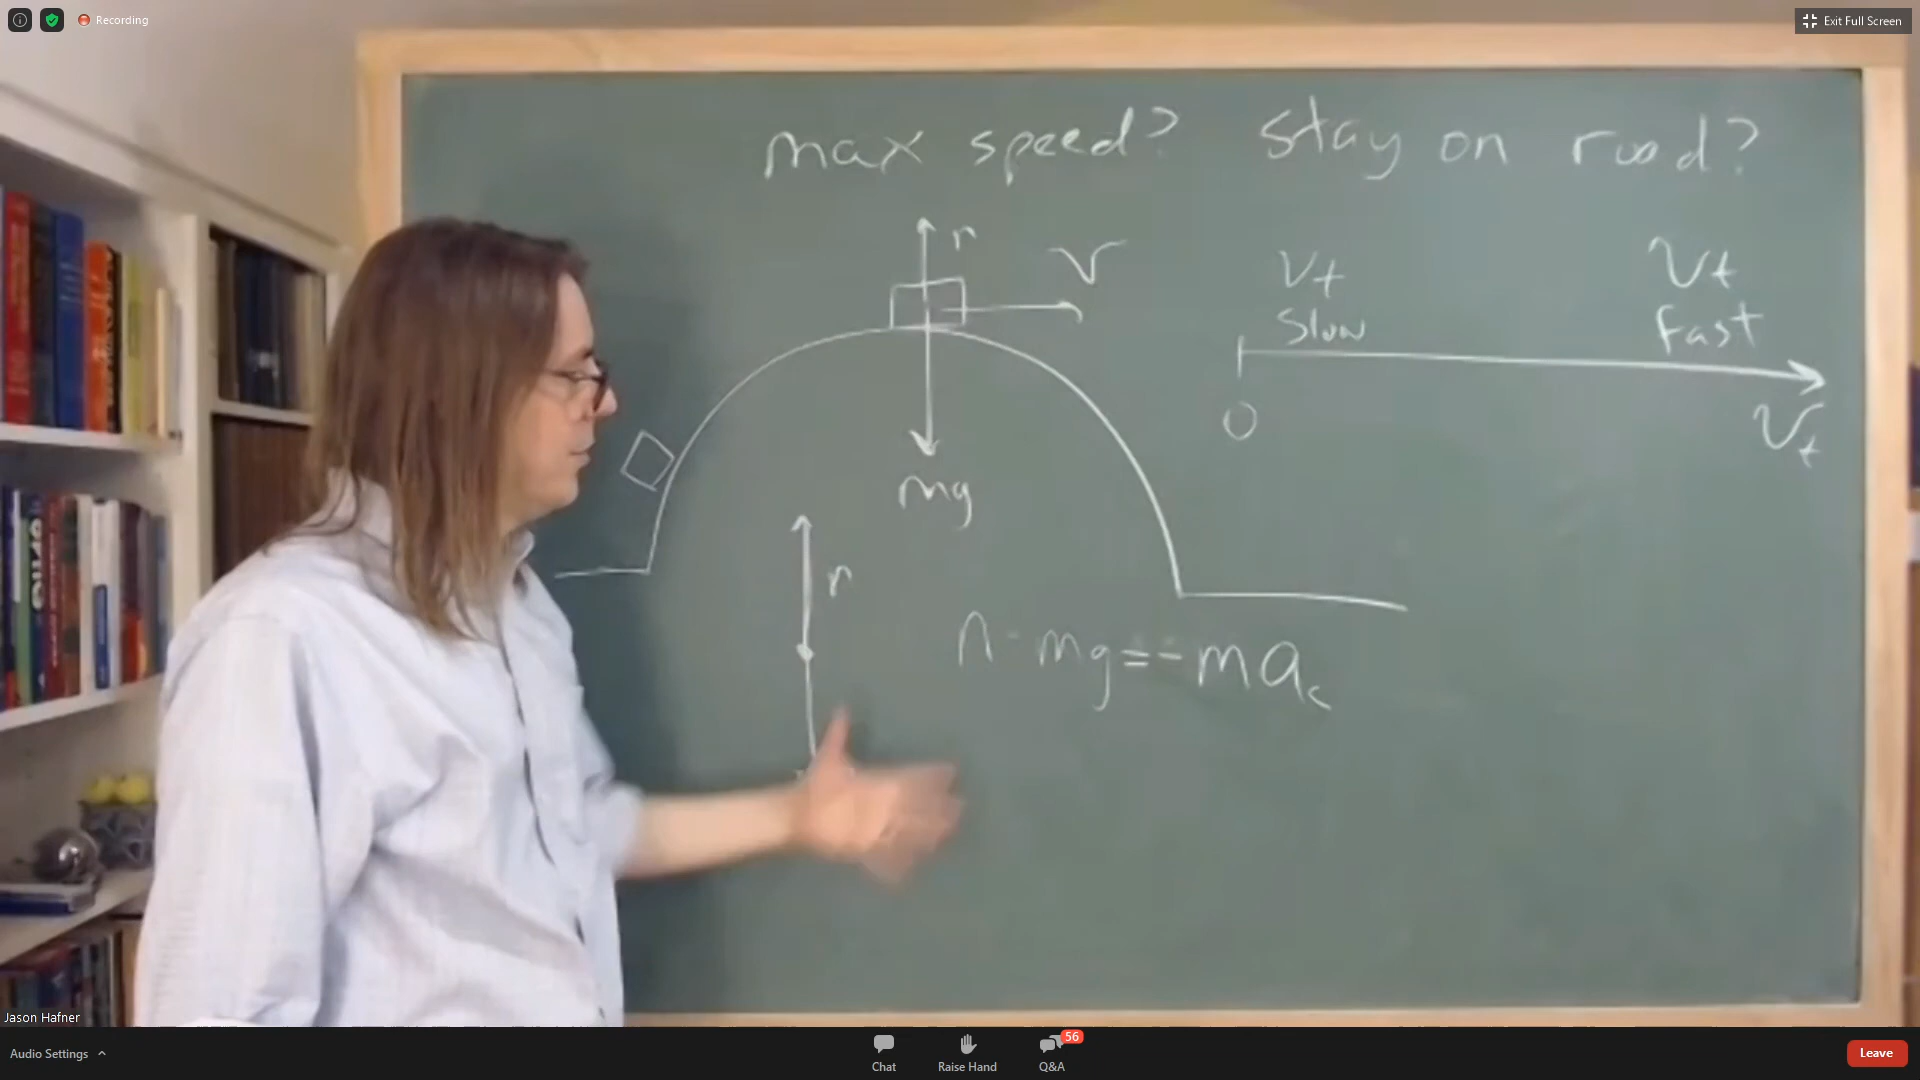 Recording
Exit Full Screen
max speed? stay on road?
n
v
vt
slow
vt
fast
0
vt
mg
r
n - mg = - mac
Jason Hafner
Audio Settings
Chat
Raise Hand
56
Q&A
Leave